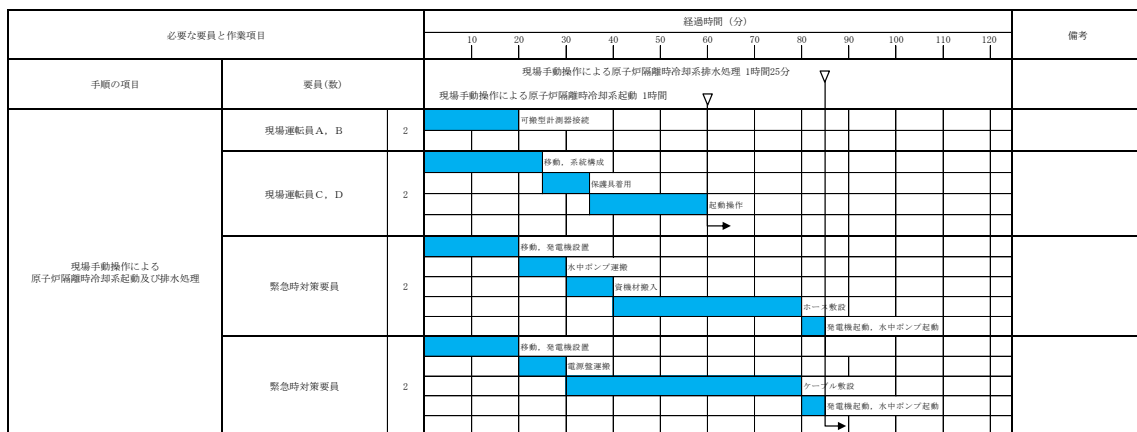 必要な要員と作業項目
経過時間（分）
備考
10 20 30 40 50 60 70 80 90 100 110 120
手順の項目
要員(数)
現場手動操作による原子炉隔離時冷却系排水処理 1時間25分
現場手動操作による原子炉隔離時冷却系起動 1時間
現場手動操作による
原子炉隔離時冷却系起動及び排水処理
現場運転員A，B
2
可搬型計測器接続
現場運転員C，D
2
移動，系統構成
保護具着用
起動操作
緊急時対策要員
2
移動，発電機設置
水中ポンプ運搬
資機材搬入
ホース敷設
発電機起動，水中ポンプ起動
緊急時対策要員
2
移動，発電機設置
電源盤運搬
ケーブル敷設
発電機起動，水中ポンプ起動